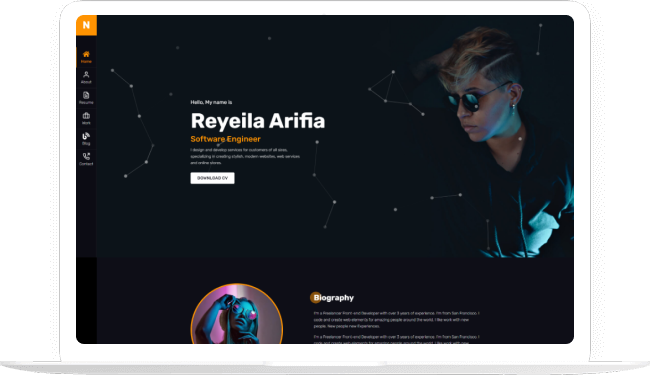 N
Home
About
Resume
Work
Blog
Contact
Hello, My name is
Reyeila Arifia
Software Engineer
I design and develop services for customers of all sizes,
specializing in creating stylish, modern websites, web services
and online stores.
DOWNLOAD CV
Biography
I'm a Freelancer Front-end Developer with over 3 years of experience. I'm from San Francisco. I
code and create web elements for amazing people around the world. I like work with new
people. New people new Experiences.
I'm a Freelancer Front-end Developer with over 3 years of experience. I'm from San Francisco. I
code and create web elements for amazing people around the world. I like work with new